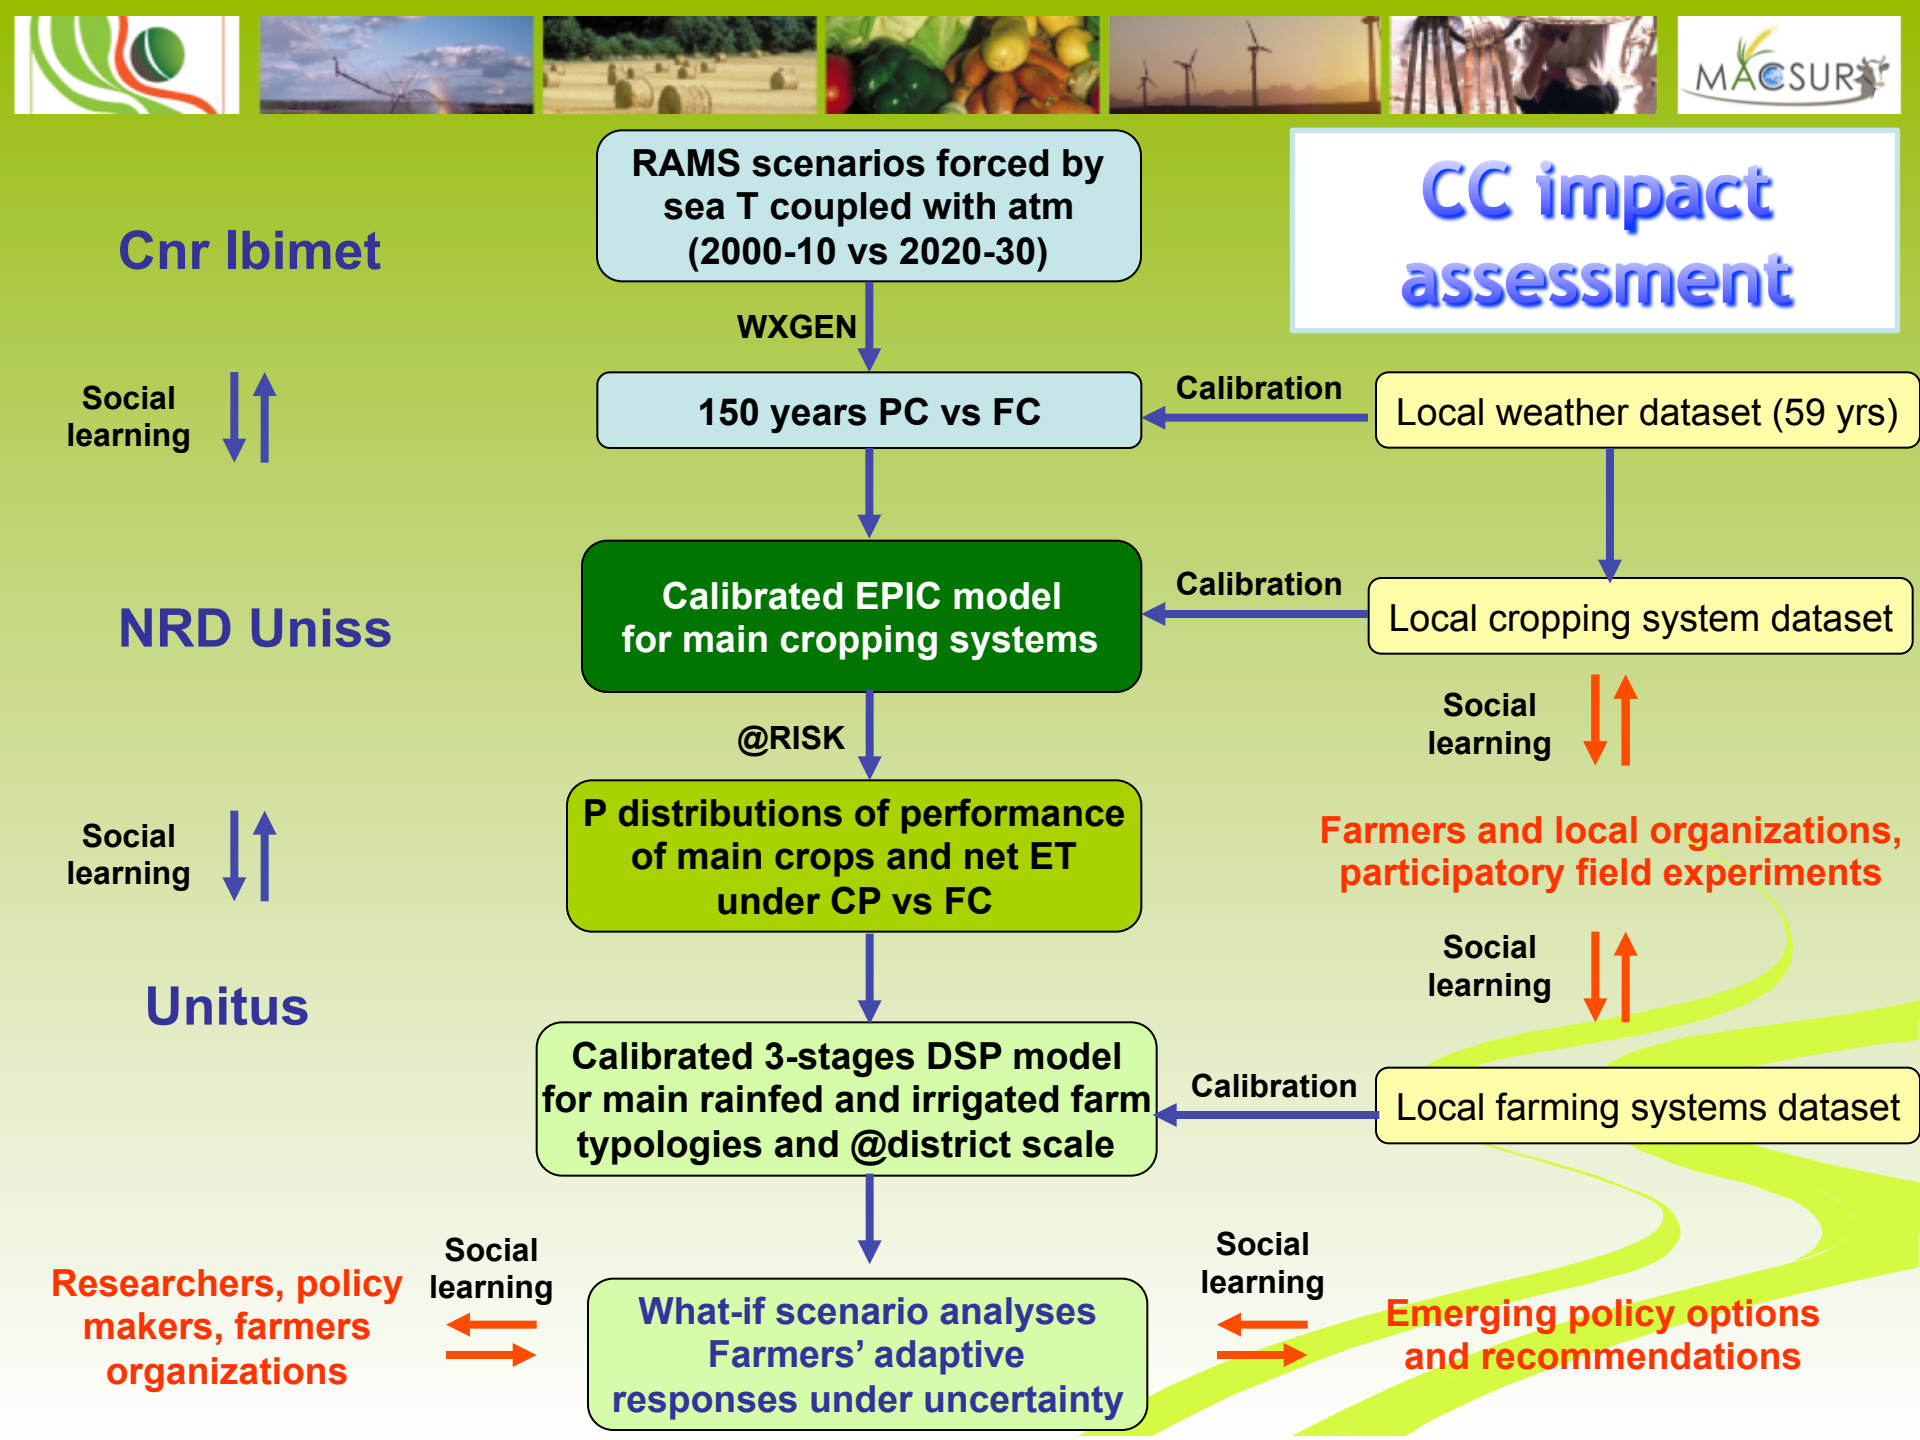 MACSUR
RAMS scenarios forced by
sea T coupled with atm
(2000-10 vs 2020-30)
CC impact
assessment
Cnr Ibimet
WXGEN
Social
learning
150 years PC vs FC
Calibration
Local weather dataset (59 yrs)
Calibrated EPIC model
for main cropping systems
Calibration
Local cropping system dataset
NRD Uniss
@RISK
Social
learning
P distributions of performance
of main crops and net ET
under CP vs FC
Social
learning
Farmers and local organizations,
participatory field experiments
Social
learning
Unitus
Calibrated 3-stages DSP model
for main rainfed and irrigated farm
typologies and @district scale
Calibration
Local farming systems dataset
Researchers, policy
makers, farmers
organizations
Social
learning
What-if scenario analyses
Farmers’ adaptive
responses under uncertainty
Social
learning
Emerging policy options
and recommendations